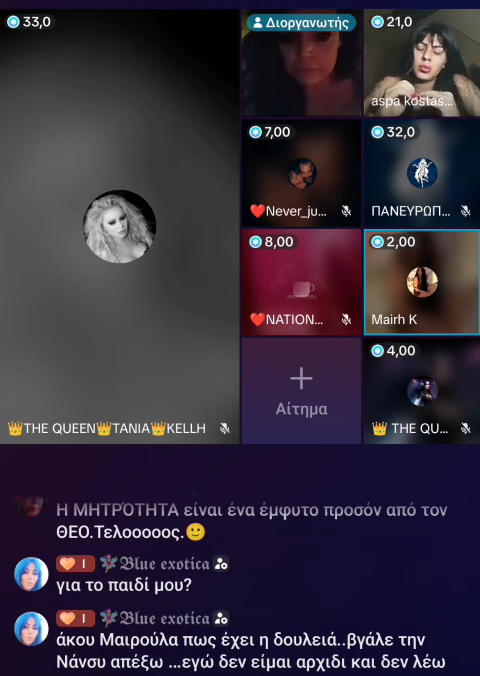 33,0
Διοργανωτής
21,0
aspa kostas...
7,00
❤️Never_ju...
32,0
ΠΑΝΕΥΡΩΠ...
8,00
❤️NATION...
2,00
Mairh K
👑THE QUEEN👑TANIA👑KELLH
Αίτημα
4,00
👑 THE QU...
Η ΜΗΤΡΌΤΗΤΑ είναι ένα έμφυτο προσόν από τον
ΘΕΟ.Τελοοοοος.🙂
🧡 I 🧚Blue exotica
για το παιδί μου?
🧡 I 🧚Blue exotica
άκου Μαιρούλα πως έχει η δουλειά..βγάλε την
Νάνσυ απέξω ...εγώ δεν είμαι αρχιδι και δεν λέω